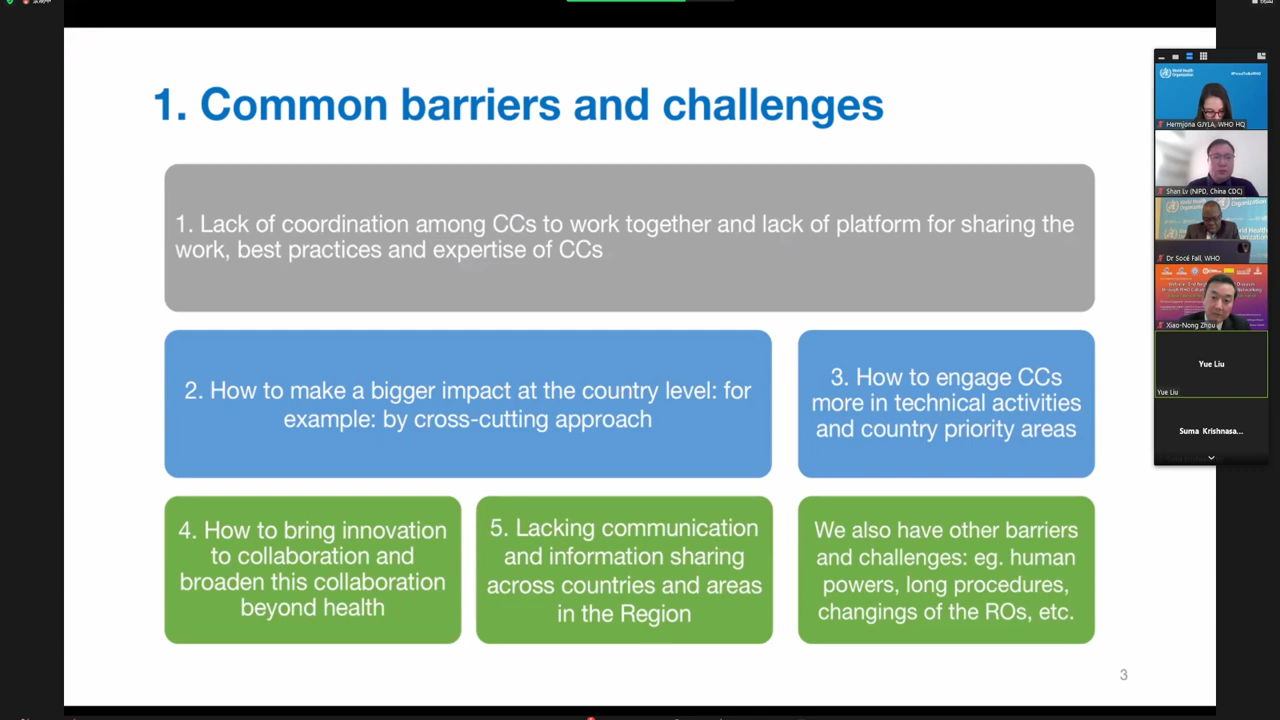 1. Common barriers and challenges
1. Lack of coordination among CCs to work together and lack of platform for sharing the
work, best practices and expertise of CCs
2. How to make a bigger impact at the country level: for
example: by cross-cutting approach
3. How to engage CCs
more in technical activities
and country priority areas
4. How to bring innovation
to collaboration and
broaden this collaboration
beyond health
5. Lacking communication
and information sharing
across countries and areas
in the Region
We also have other barriers
and challenges: eg. human
powers, long procedures,
changings of the ROs, etc.
3
World Health
Organization
Hermjona GJYLA, WHO HQ
Shan Lv (NIPD, China CDC)
Dr Socé Fall, WHO
Xiao-Nong Zhou
Yue Liu
Yue Liu
Suma Krishnasa...